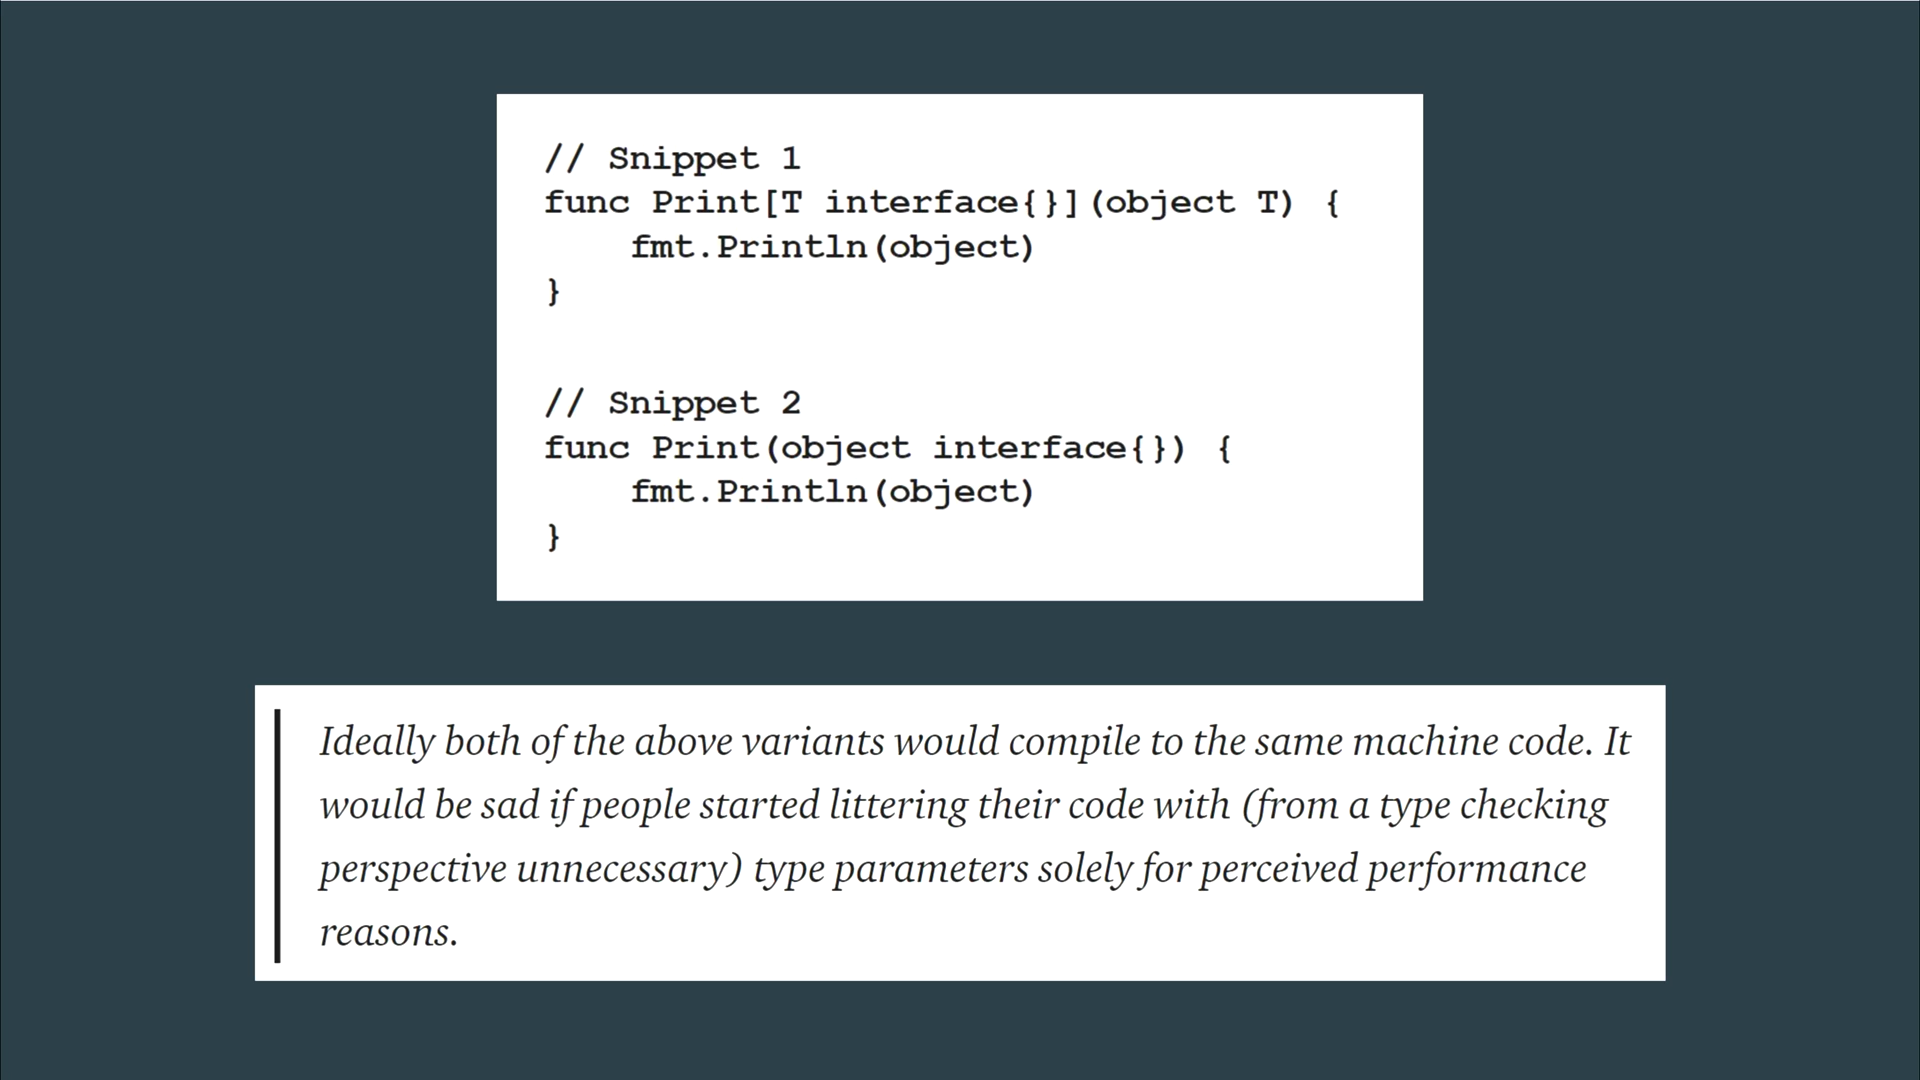 // Snippet 1
func Print[T interface{}](object T) {
    fmt.Println(object)
}
// Snippet 2
func Print(object interface{}) {
    fmt.Println(object)
}
Ideally both of the above variants would compile to the same machine code. It
would be sad if people started littering their code with (from a type checking
perspective unnecessary) type parameters solely for perceived performance
reasons.